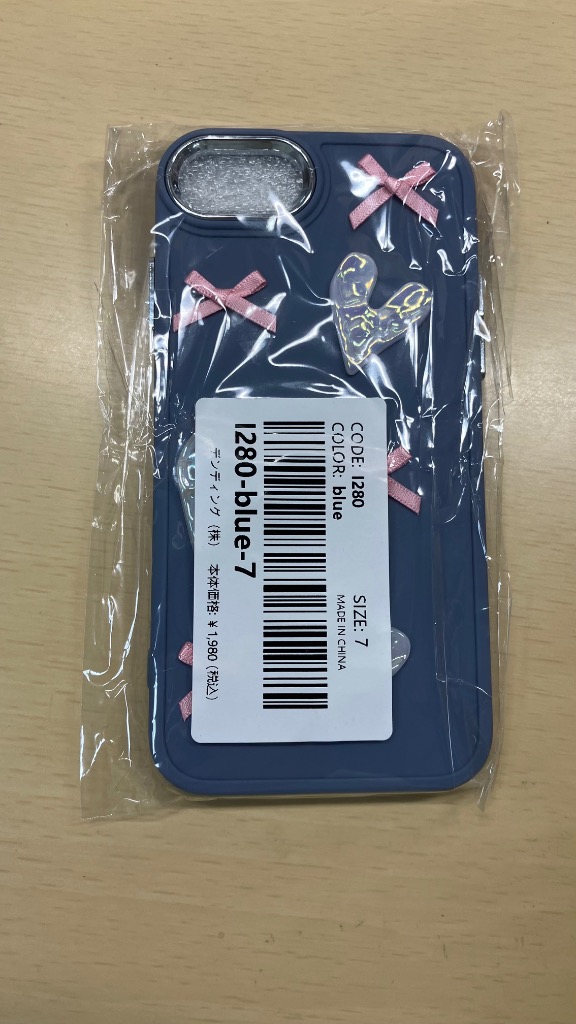 CODE: I280
COLOR: blue
SIZE: 7
MADE IN CHINA
I280-blue-7
デンディング (株) 本体価格: ¥ 1,980 (税込)